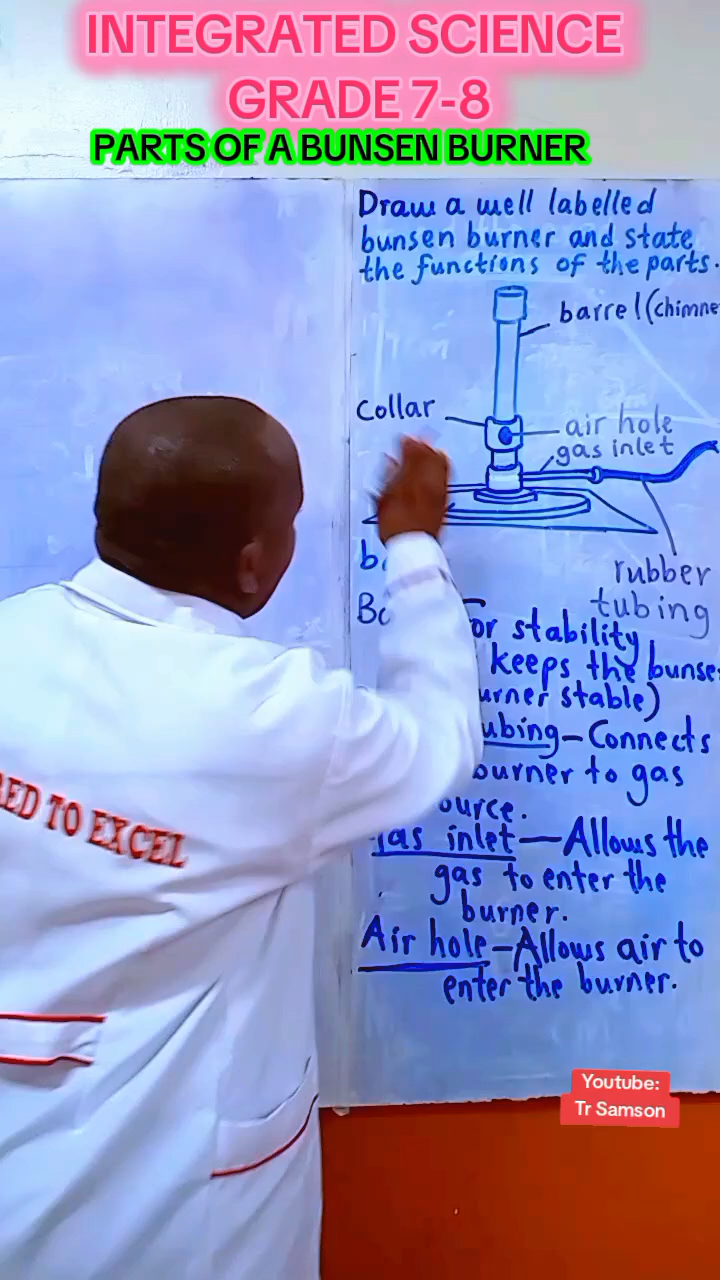 INTEGRATED SCIENCE
GRADE 7-8
PARTS OF A BUNSEN BURNER
Draw a well labelled
bunsen burner and state
the functions of the parts.
barrel (chimne
Collar
air hole
gas inlet
rubber
tubing
for stability
keeps the bunse
urner stable)
ubing - Connects
burner to gas
ource.
Gas inlet - Allows the
gas to enter the
burner.
Air hole - Allows air to
enter the burner.
RED TO EXCEL
Youtube:
Tr Samson